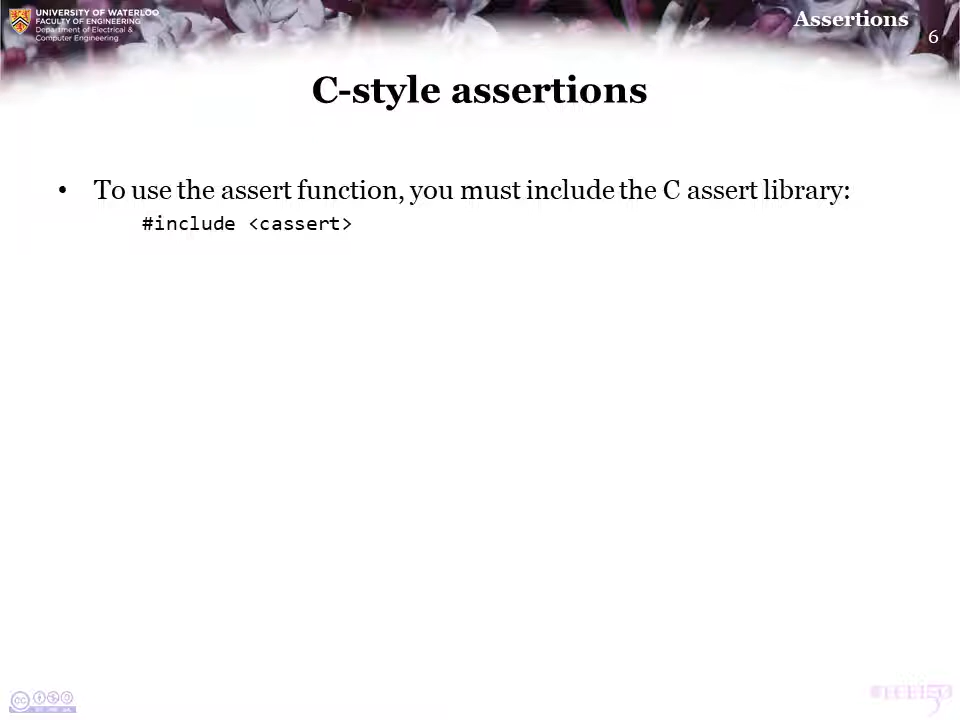 UNIVERSITY OF WATERLOO
FACULTY OF ENGINEERING
Department of Electrical &
Computer Engineering
Assertions
6
C-style assertions
• To use the assert function, you must include the C assert library:
#include <cassert>